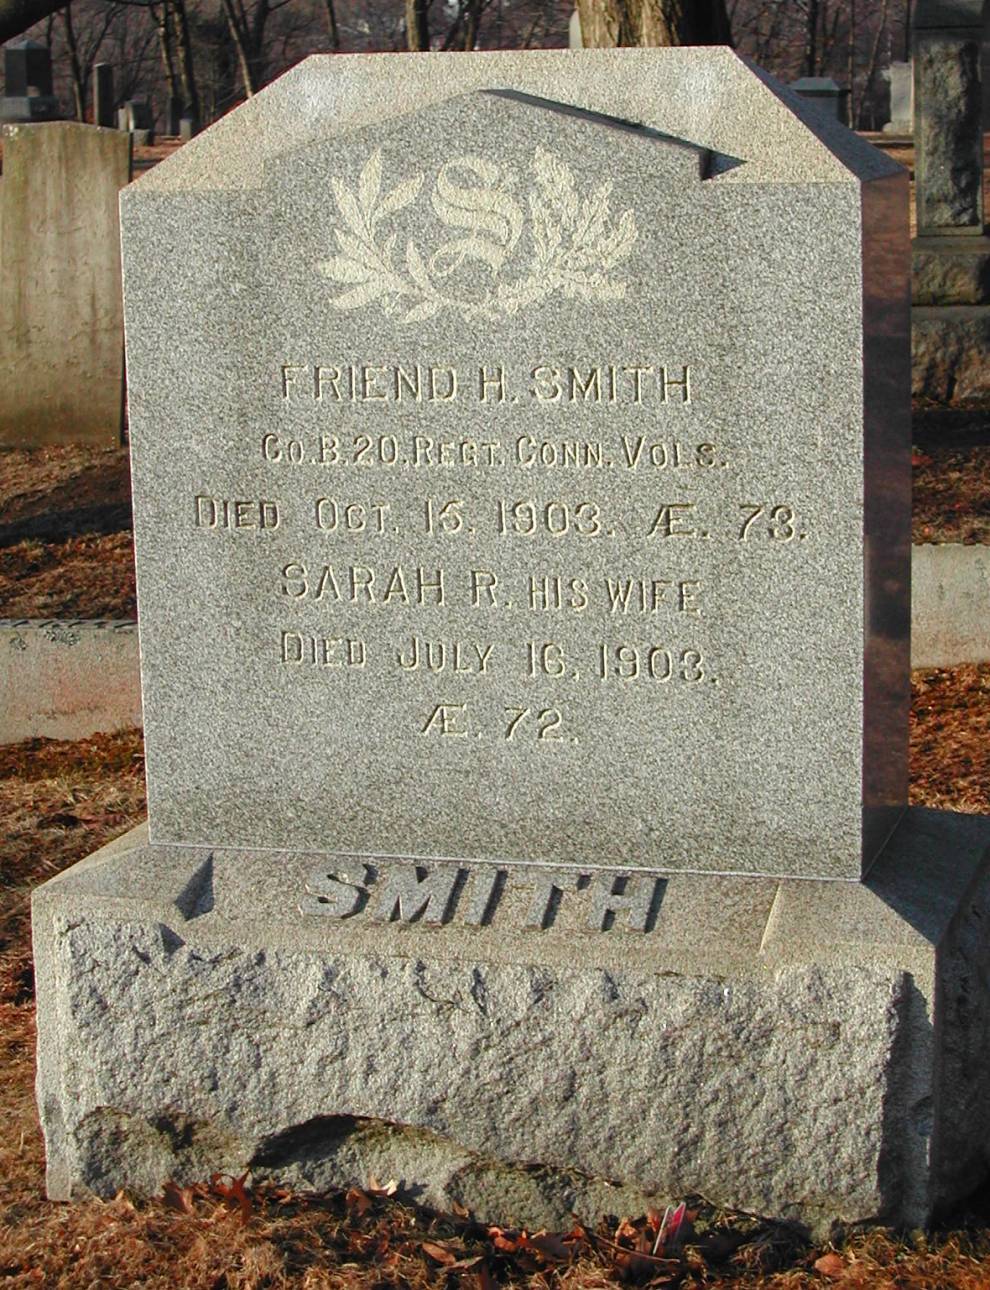 S
FRIEND H. SMITH
CO. B. 20. REGT. CONN. VOLS.
DIED OCT. 15. 1903. Æ. 73.
SARAH R. HIS WIFE
DIED JULY 16, 1903.
Æ. 72.
SMITH